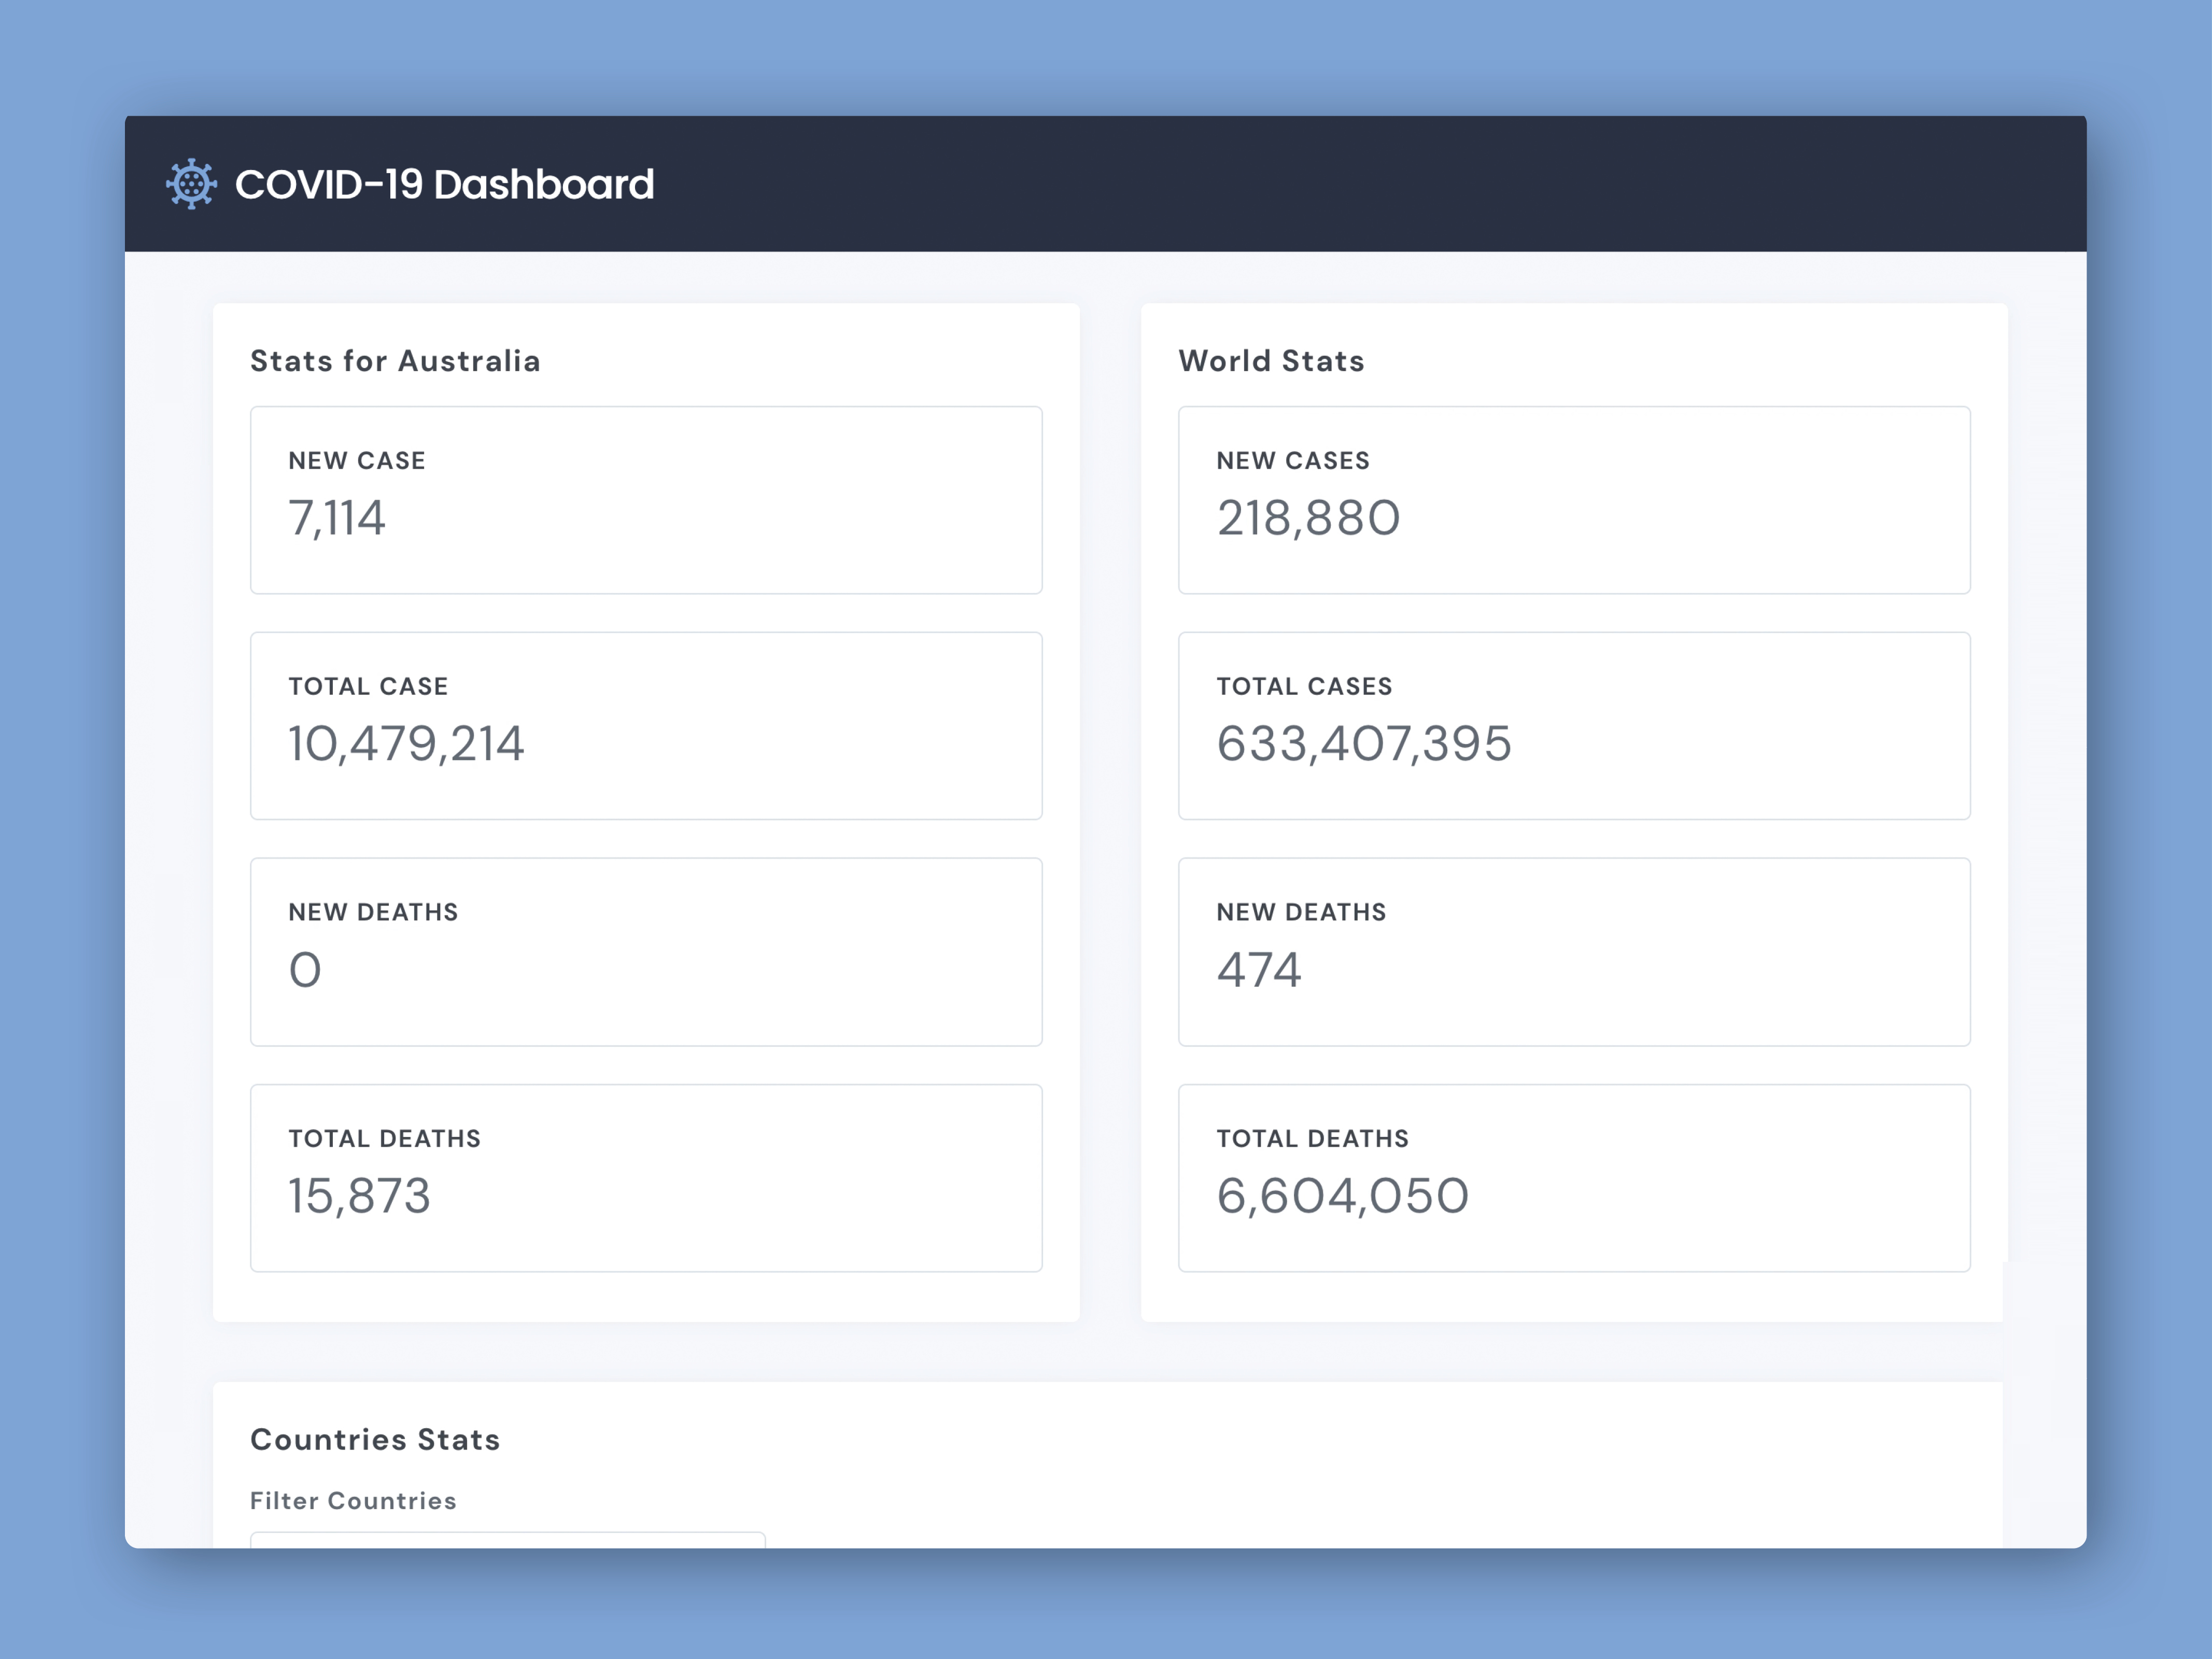 COVID-19 Dashboard
Stats for Australia
NEW CASE
7,114
TOTAL CASE
10,479,214
NEW DEATHS
0
TOTAL DEATHS
15,873
World Stats
NEW CASES
218,880
TOTAL CASES
633,407,395
NEW DEATHS
474
TOTAL DEATHS
6,604,050
Countries Stats
Filter Countries